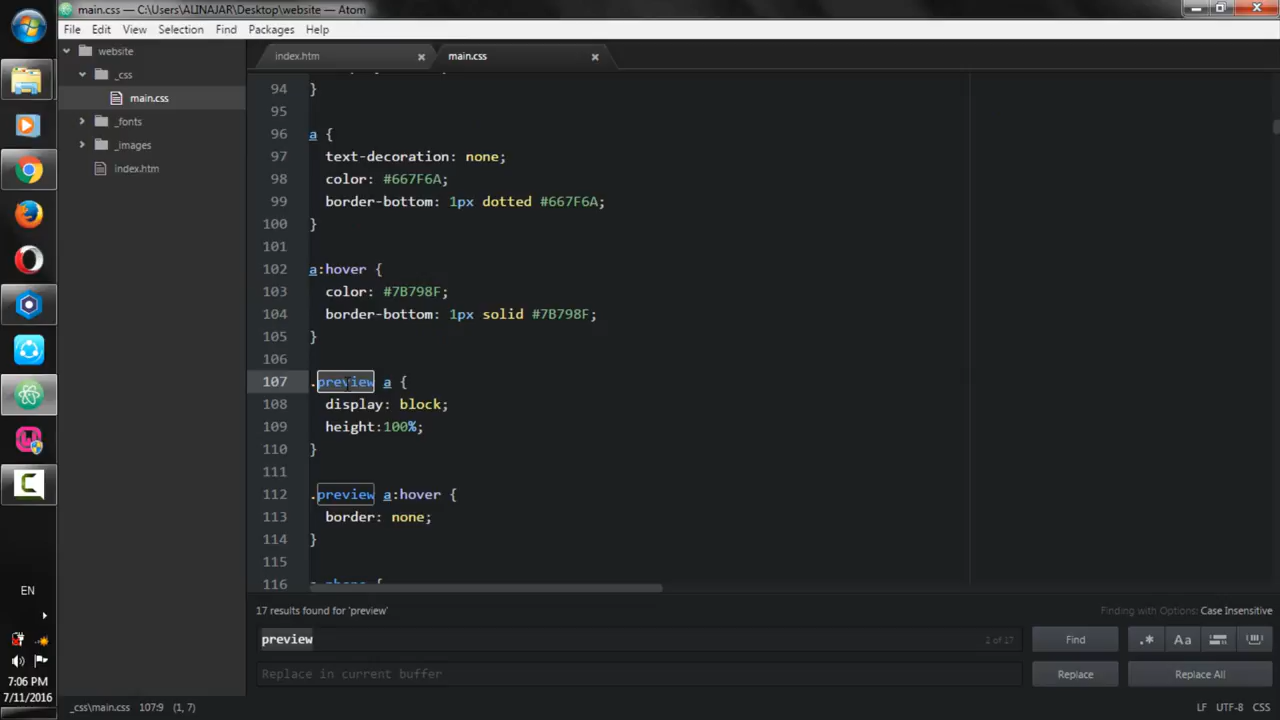 main.css — C:\Users\ALINAJAR\Desktop\website — Atom
File Edit View Selection Find Packages Help
website
_css
main.css
_fonts
_images
index.htm
index.htm
main.css
94 }
95
96 a {
97 text-decoration: none;
98 color: #667F6A;
99 border-bottom: 1px dotted #667F6A;
100 }
101
102 a:hover {
103 color: #7B798F;
104 border-bottom: 1px solid #7B798F;
105 }
106
107 .preview a {
108 display: block;
109 height:100%;
110 }
111
112 .preview a:hover {
113 border: none;
114 }
115
116
17 results found for 'preview'
Finding with Options: Case Insensitive
preview
2 of 17
Find
.* Aa
Replace in current buffer
Replace
Replace All
EN
7:06 PM
7/11/2016
_css\main.css 107:9 (1, 7)
LF UTF-8 CSS